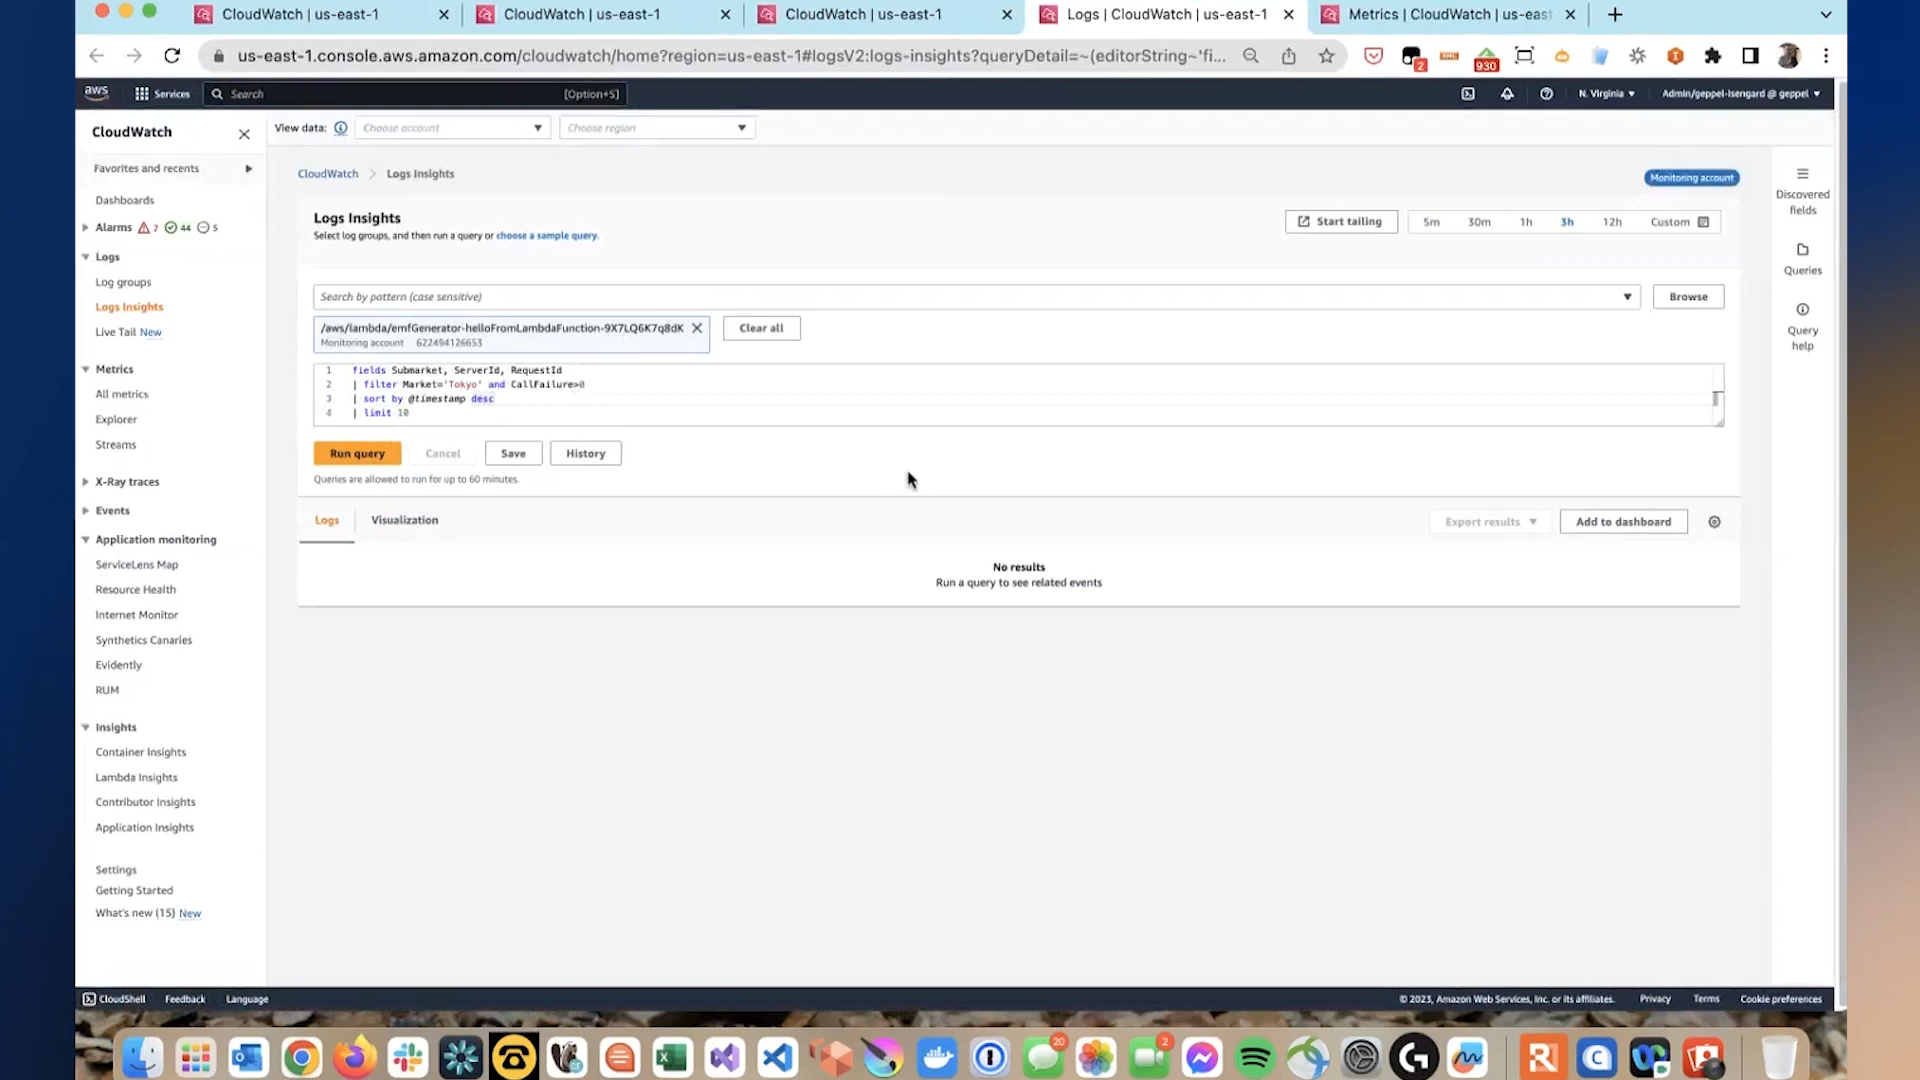 CloudWatch | us-east-1
CloudWatch | us-east-1
CloudWatch | us-east-1
Logs | CloudWatch | us-east-1
Metrics | CloudWatch | us-east
us-east-1.console.aws.amazon.com/cloudwatch/home?region=us-east-1#logsV2:logs-insights?queryDetail=~(editorString~'fi...
2
930
aws
Services
Search
[Option+S]
N. Virginia
Admin/geppel-Isengard @ geppel
CloudWatch
Favorites and recents
Dashboards
Alarms 2 44 5
Logs
Log groups
Logs Insights
Live Tail New
Metrics
All metrics
Explorer
Streams
X-Ray traces
Events
Application monitoring
ServiceLens Map
Resource Health
Internet Monitor
Synthetics Canaries
Evidently
RUM
Insights
Container Insights
Lambda Insights
Contributor Insights
Application Insights
Settings
Getting Started
What's new (15) New
View data:
Choose account
Choose region
CloudWatch
Logs Insights
Monitoring account
Logs Insights
Select log groups, and then run a query or choose a sample query.
Start tailing
5m
30m
1h
3h
12h
Custom
Search by pattern (case sensitive)
Browse
/aws/lambda/emfGenerator-helloFromLambdaFunction-9X7LQ6K7q8dK
Monitoring account 622494126653
Clear all
1 fields Submarket, ServerId, RequestId
2 | filter Market='Tokyo' and CallFailure>0
3 | sort by @timestamp desc
4 | limit 10
Run query
Cancel
Save
History
Queries are allowed to run for up to 60 minutes.
Logs
Visualization
Export results
Add to dashboard
No results
Run a query to see related events
Discovered
fields
Queries
Query
help
CloudShell
Feedback
Language
© 2023, Amazon Web Services, Inc. or its affiliates.
Privacy
Terms
Cookie preferences
20
2